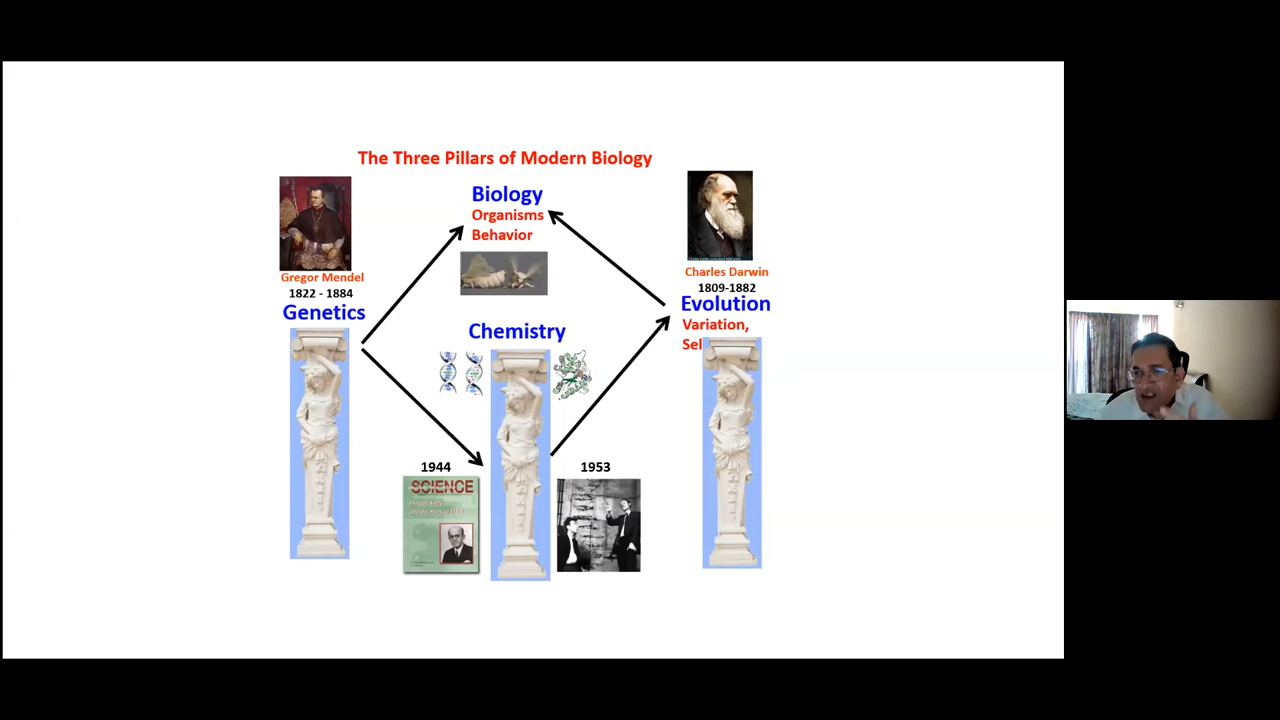 The Three Pillars of Modern Biology
Biology
Organisms
Behavior
Gregor Mendel
1822 - 1884
Genetics
Charles Darwin
1809-1882
Evolution
Variation,
Sel
Chemistry
1944
SCIENCE
1953